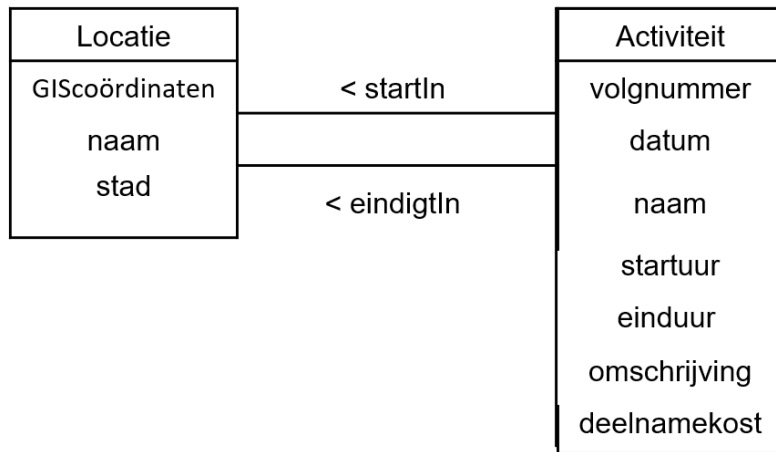 Locatie
GIScoördinaten
naam
stad
< startIn
< eindigtIn
Activiteit
volgnummer
datum
naam
startuur
einduur
omschrijving
deelnamekost